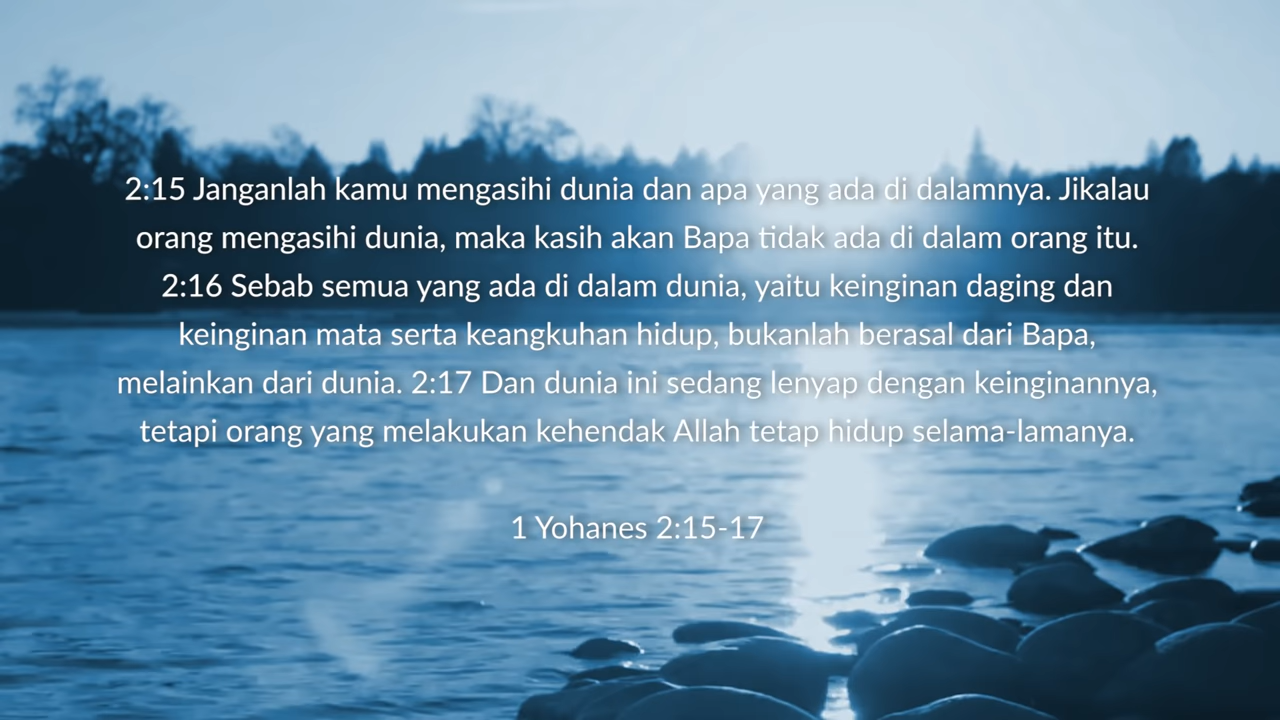 2:15 Janganlah kamu mengasihi dunia dan apa yang ada di dalamnya. Jikalau
orang mengasihi dunia, maka kasih akan Bapa tidak ada di dalam orang itu.
2:16 Sebab semua yang ada di dalam dunia, yaitu keinginan daging dan
keinginan mata serta keangkuhan hidup, bukanlah berasal dari Bapa,
melainkan dari dunia. 2:17 Dan dunia ini sedang lenyap dengan keinginannya,
tetapi orang yang melakukan kehendak Allah tetap hidup selama-lamanya.
1 Yohanes 2:15-17